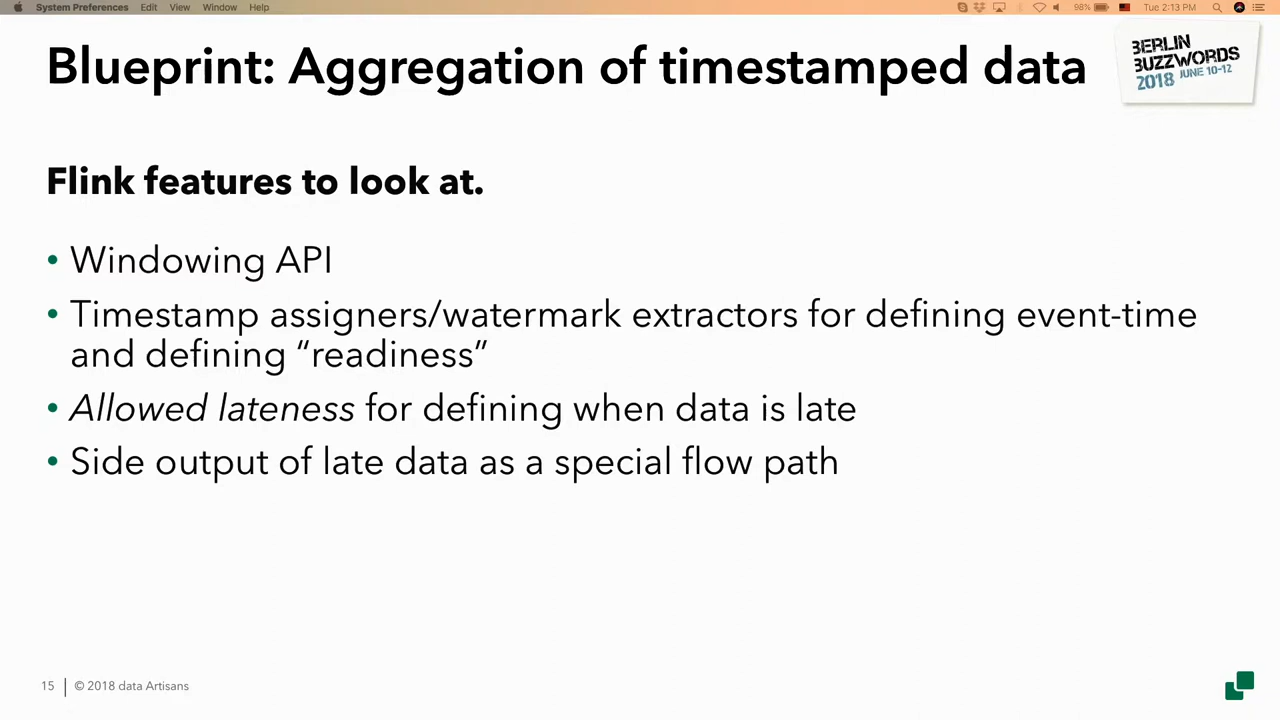 System Preferences Edit View Window Help 98% Tue 2:13 PM
Blueprint: Aggregation of timestamped data
BERLIN
BUZZWORDS
2018 JUNE 10-12
Flink features to look at.
• Windowing API
• Timestamp assigners/watermark extractors for defining event-time
and defining “readiness”
• Allowed lateness for defining when data is late
• Side output of late data as a special flow path
15 © 2018 data Artisans